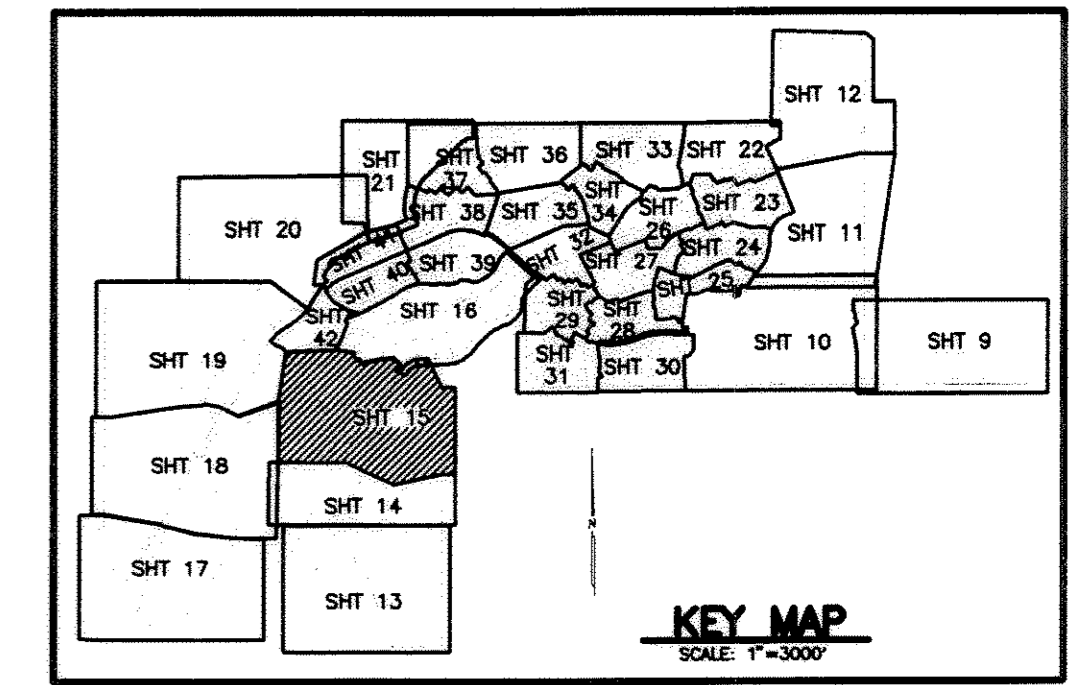 SHT 12
SHT 21
SHT 37
SHT 36
SHT 33
SHT 22
SHT 20
SHT 38
SHT 35
SHT 34
SHT 26
SHT 23
SHT 11
SHT
SHT 40
SHT 39
SHT 32
SHT 27
SHT 24
SHT 25
SHT
SHT 19
SHT 42
SHT 16
SHT 29
SHT 28
SHT 10
SHT 9
SHT 31
SHT 30
SHT 15
SHT 18
SHT 14
N
SHT 17
SHT 13
KEY MAP
SCALE: 1"=3000'